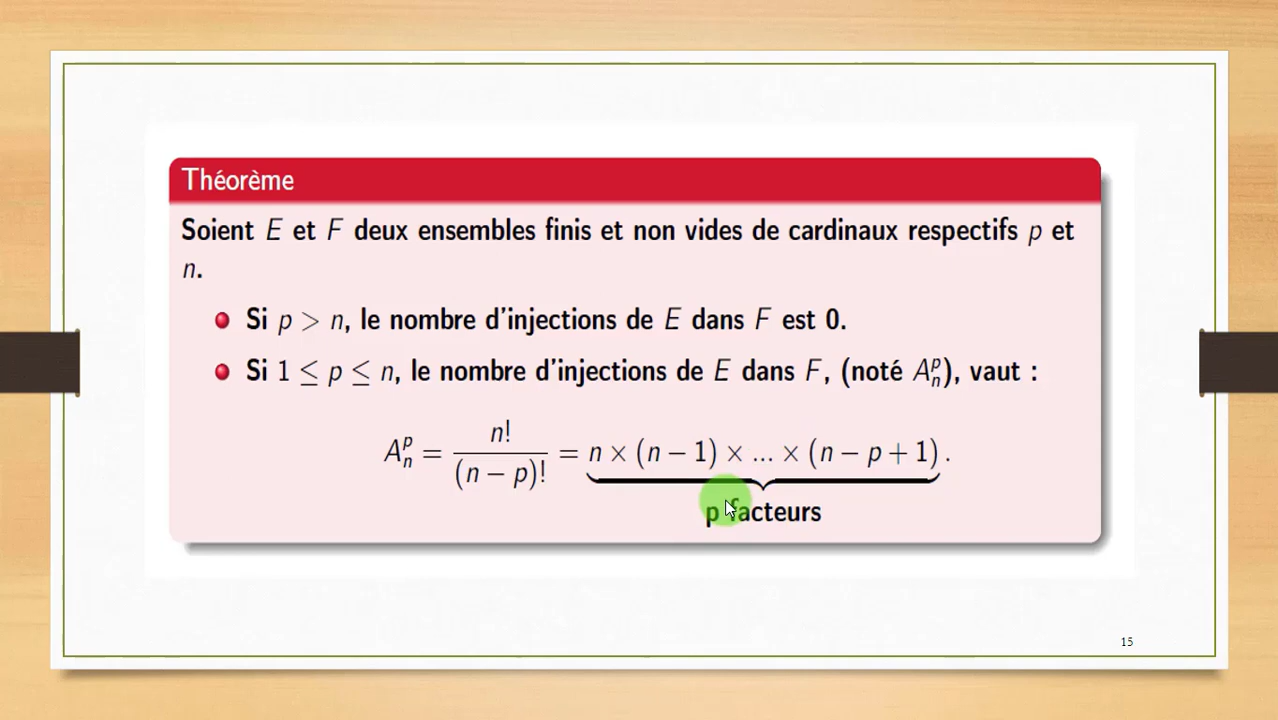 Théorème
Soient E et F deux ensembles finis et non vides de cardinaux respectifs p et
n.
Si p > n, le nombre d'injections de E dans F est 0.
Si 1 ≤ p ≤ n, le nombre d'injections de E dans F, (noté A_n^p), vaut :
A_n^p = n! / (n − p)! = n × (n − 1) × ... × (n − p + 1) .
p facteurs
15